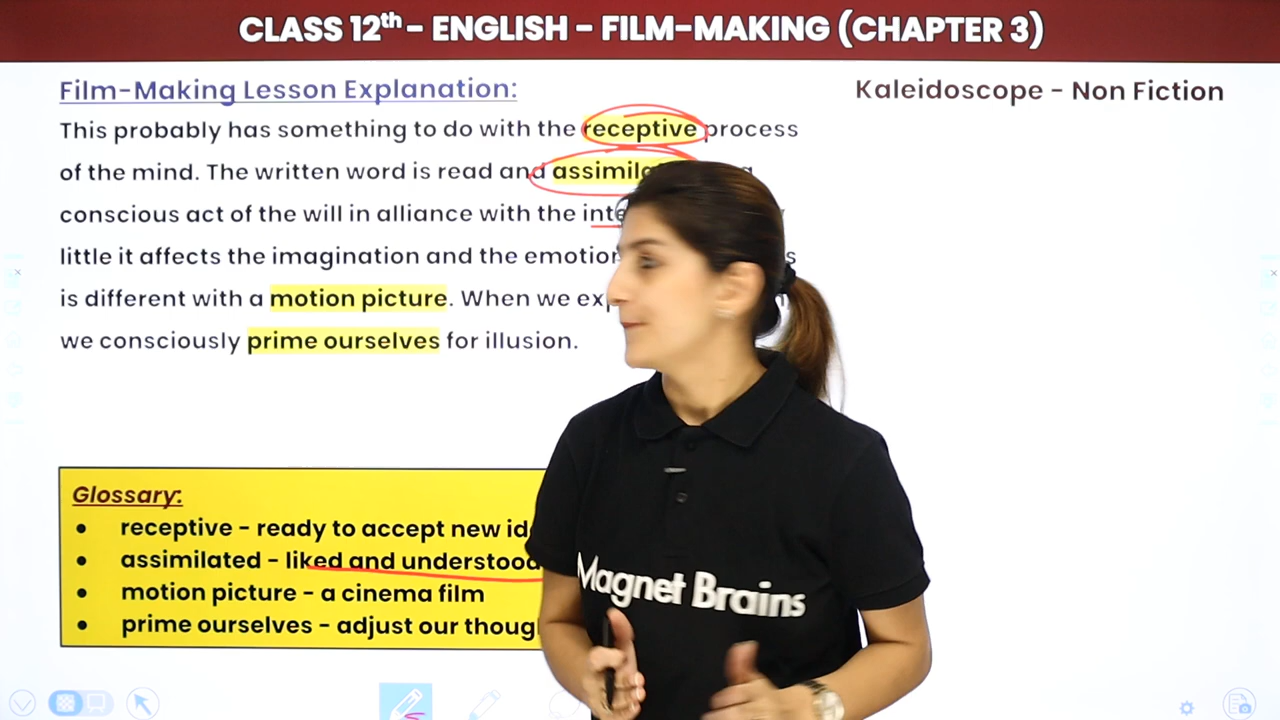 CLASS 12th - ENGLISH - FILM-MAKING (CHAPTER 3)
Film-Making Lesson Explanation:
Kaleidoscope - Non Fiction
This probably has something to do with the receptive process
of the mind. The written word is read and
conscious act of the will in alliance with the
little it affects the imagination and the
is different with a motion picture. When we
we consciously prime ourselves for illusion.
Glossary:
• receptive - ready to accept new
• assimilated - liked and understood
• motion picture - a cinema film
• prime ourselves - adjust our
Magnet Brains